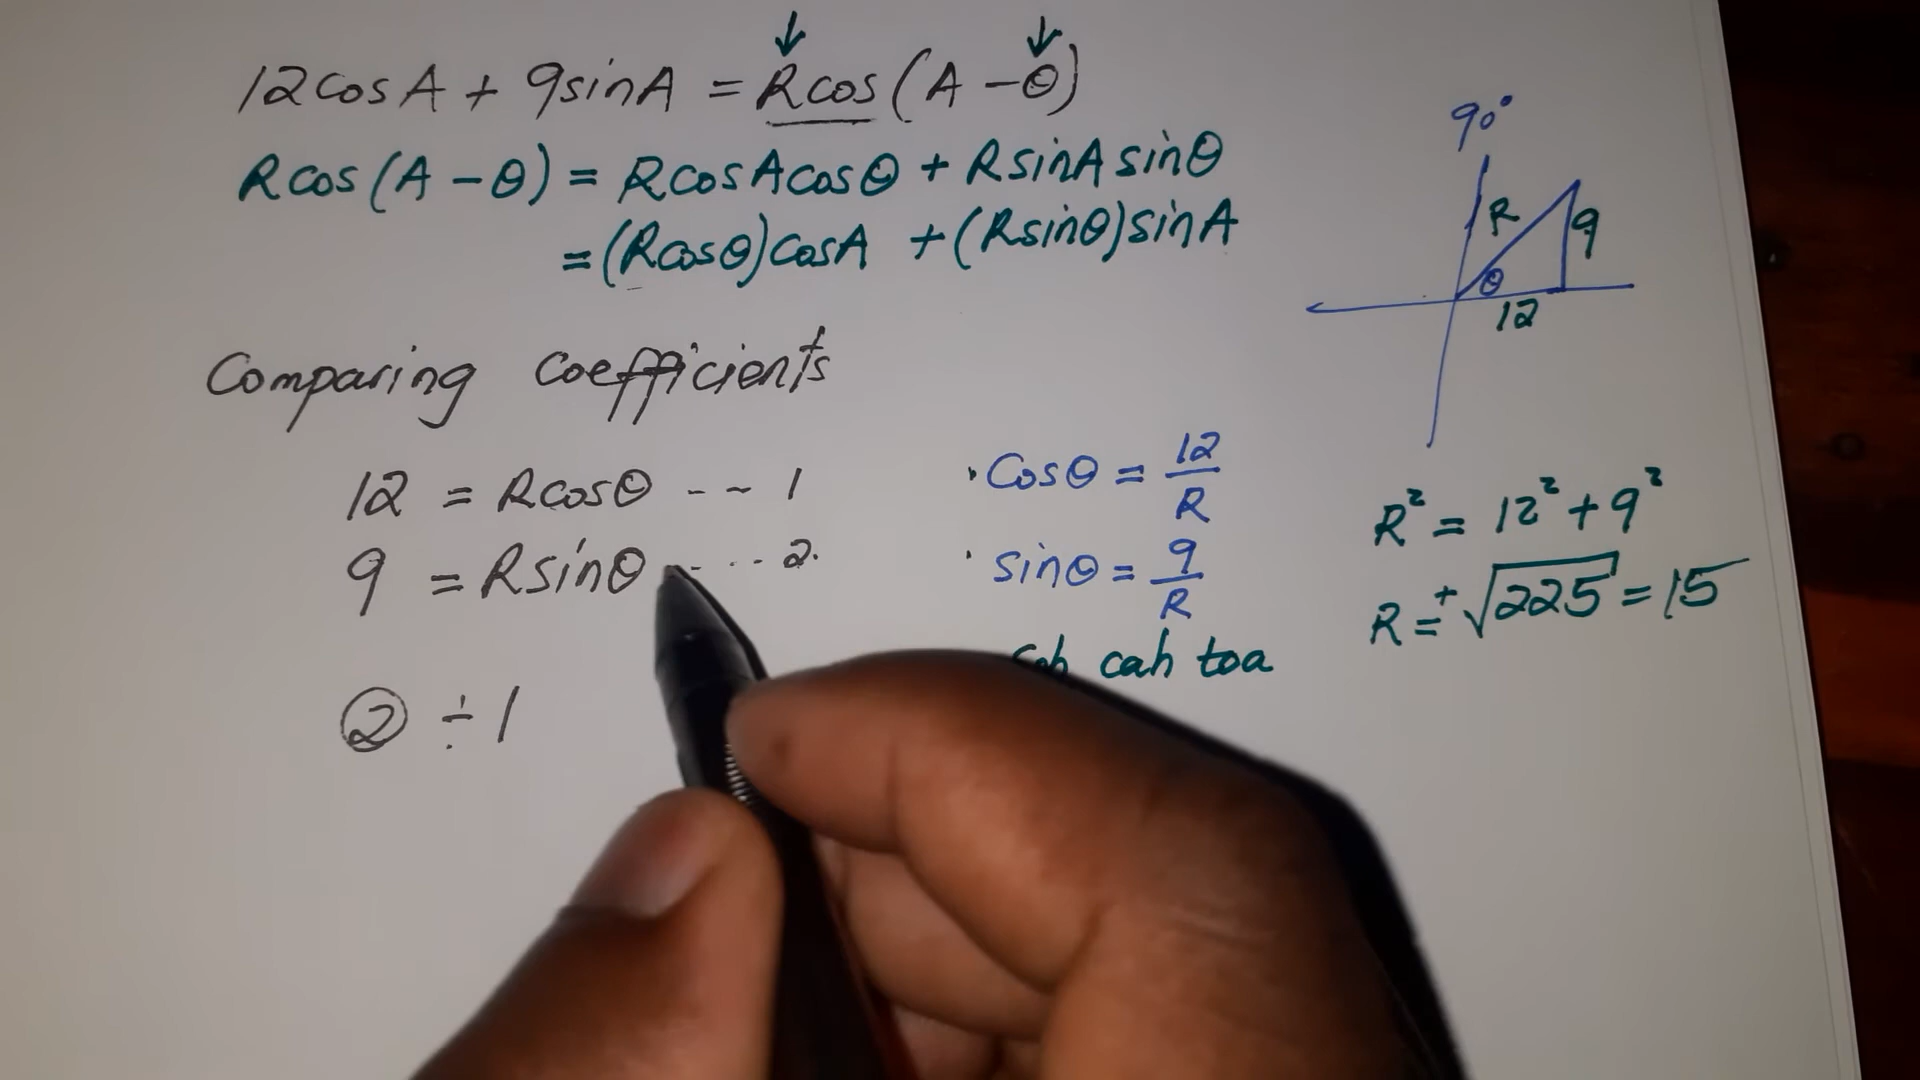 12cosA + 9sinA = Rcos(A - θ)
Rcos(A - θ) = RcosAcosθ + RsinAsinθ
= (Rcosθ)cosA + (Rsinθ)sinA
Comparing Coefficients
12 = Rcosθ -- 1
9 = Rsinθ ---- 2.
② ÷ 1
Cosθ = 12/R
sinθ = 9/R
cah toa
90°
R
9
θ
12
R² = 12² + 9²
R = +√225 = 15